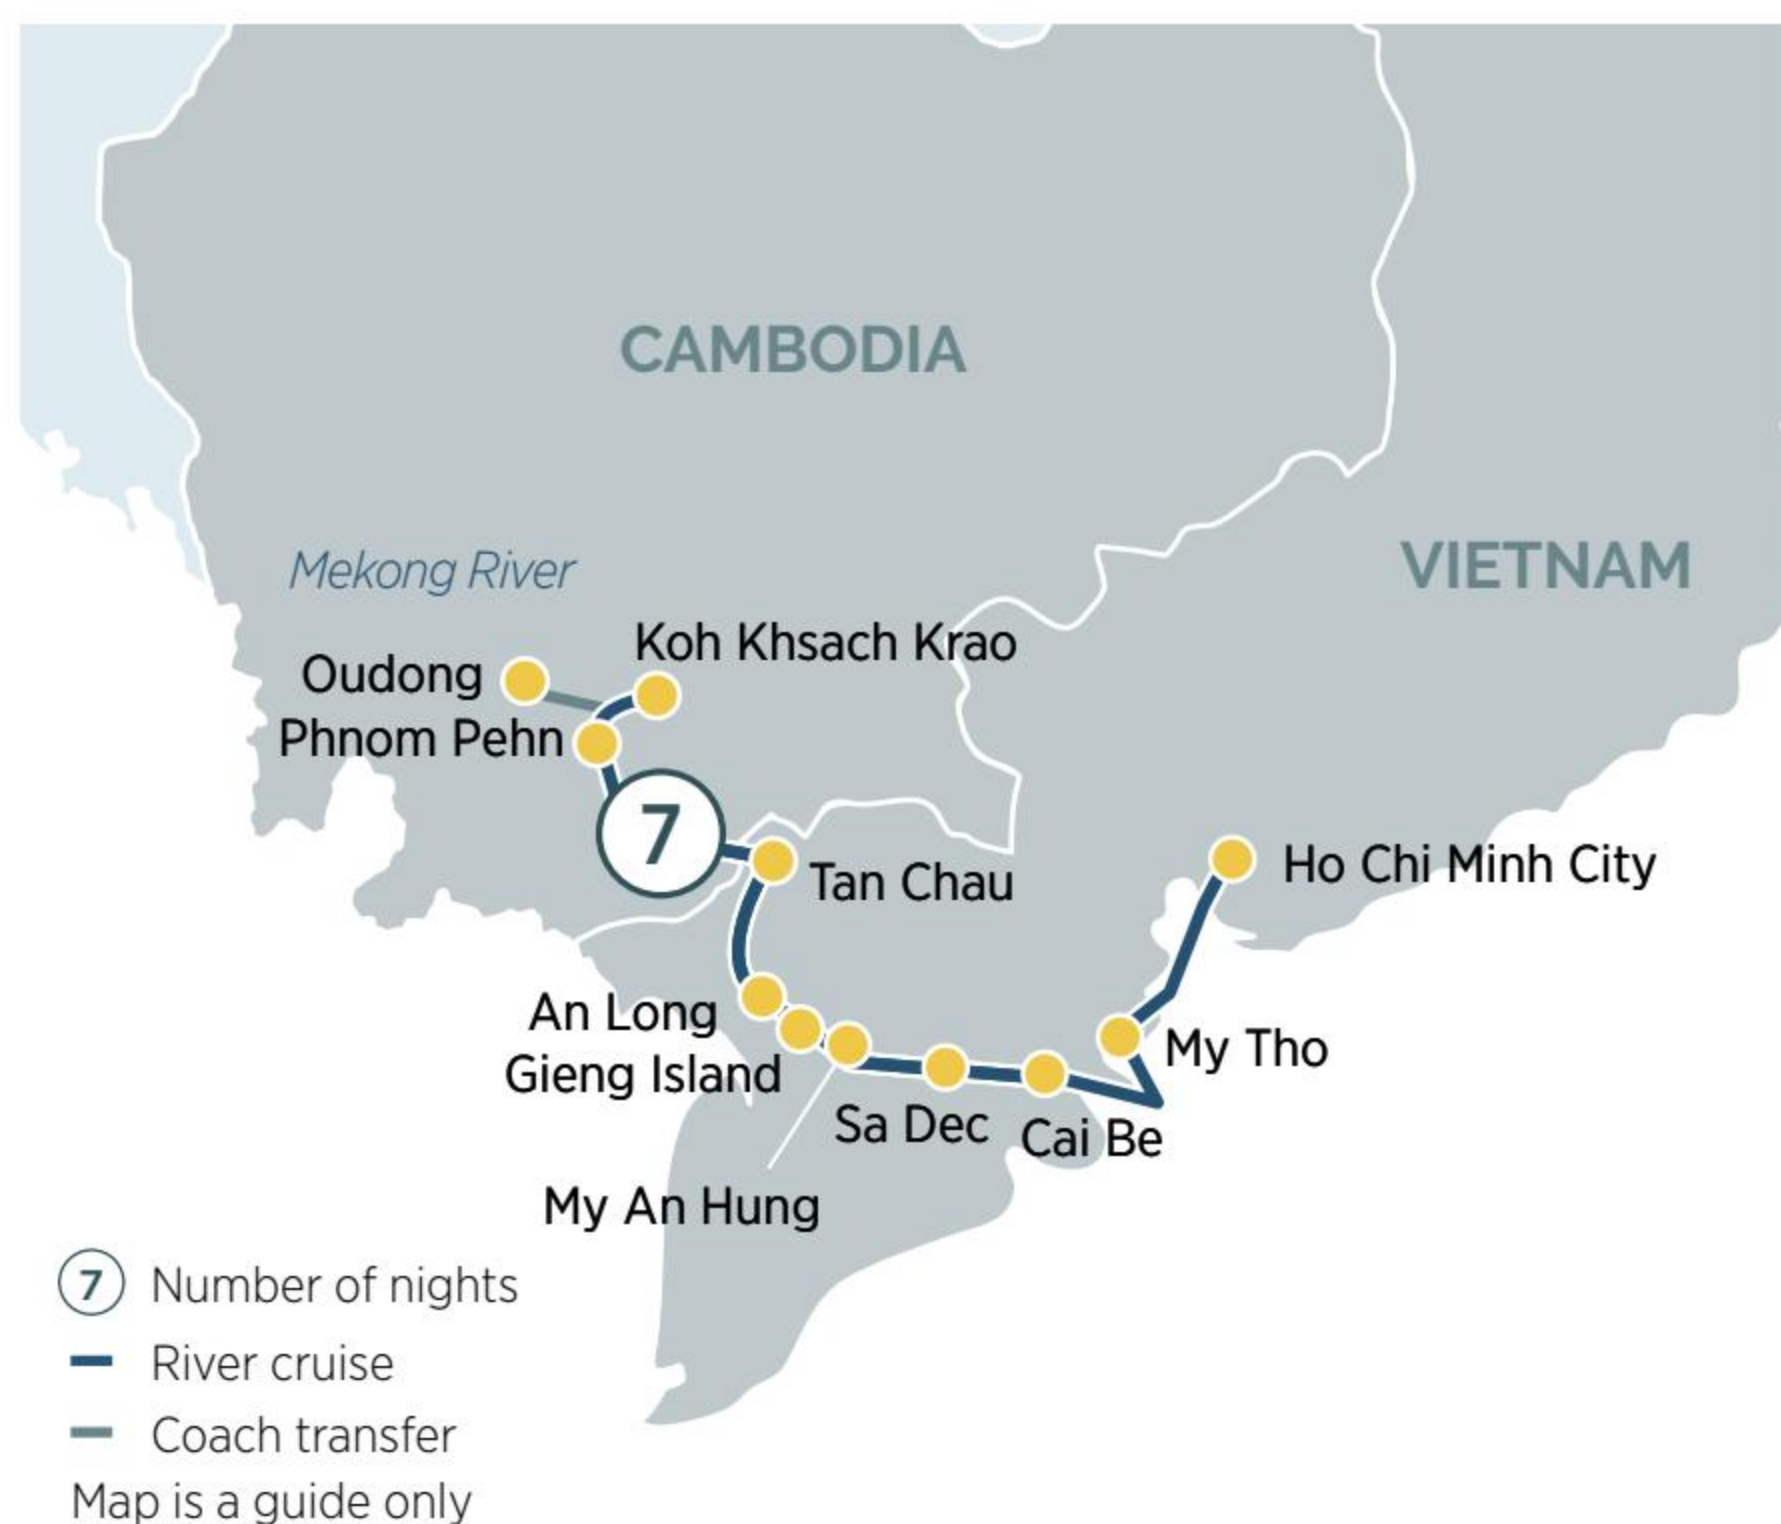 CAMBODIA
VIETNAM
Mekong River
Koh Khsach Krao
Oudong
Phnom Pehn
7
Tan Chau
Ho Chi Minh City
An Long
My Tho
Gieng Island
Sa Dec
Cai Be
My An Hung
7 Number of nights
River cruise
Coach transfer
Map is a guide only